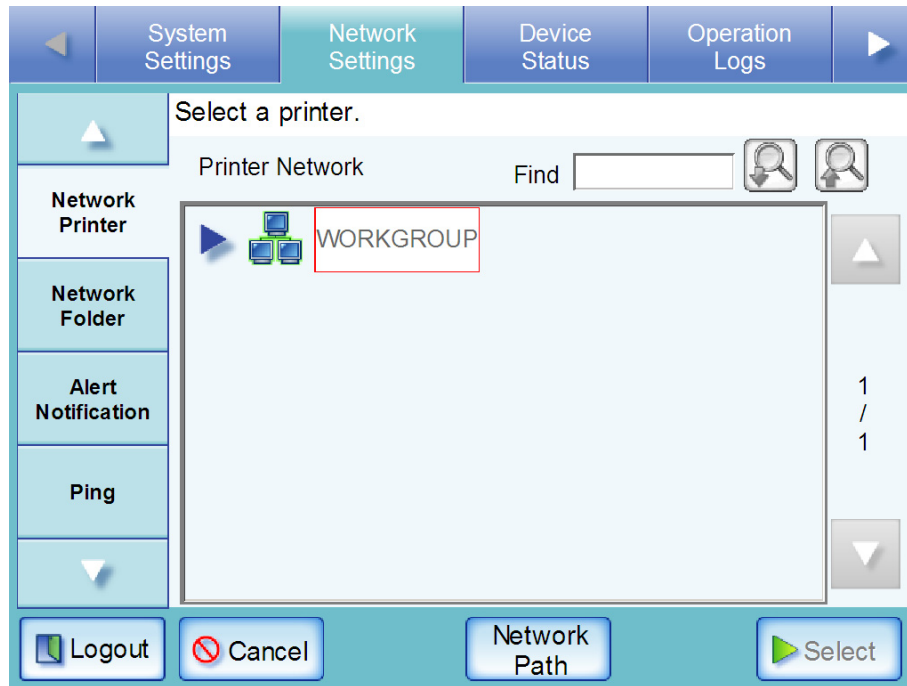 System Settings
Network Settings
Device Status
Operation Logs
Select a printer.
Printer Network
Find
Network Printer
WORKGROUP
Network Folder
Alert Notification
1
/
1
Ping
Logout
Cancel
Network Path
Select